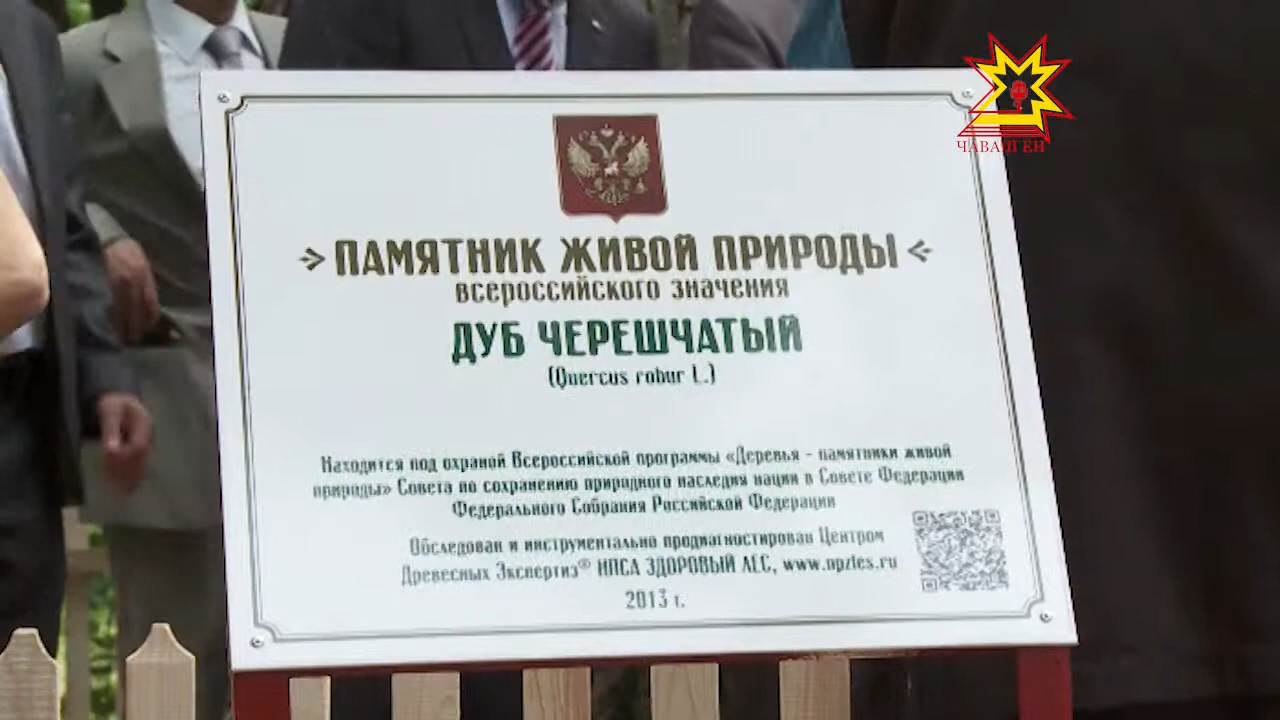 ЧӐВАШ ЕН
ПАМЯТНИК ЖИВОЙ ПРИРОДЫ
ВСЕРОССИЙСКОГО ЗНАЧЕНИЯ
ДУБ ЧЕРЕШЧАТЫЙ
(Quercus robur L.)
Находится под охраной Всероссийской программы «Деревья - памятники живой
природы» Совета по сохранению природного наследия нации в Совете Федерации
Федерального Собрания Российской Федерации
Обследован и инструментально продиагностирован Центром
Древесных Экспертиз® НПСА ЗДОРОВЫЙ ЛЕС, www.npzles.ru
2013 г.